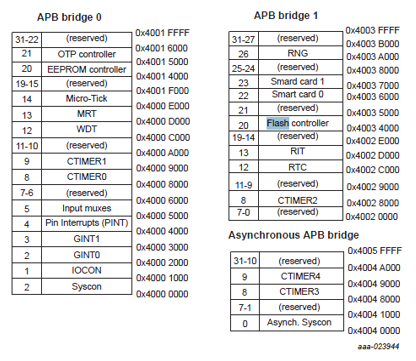 APB bridge 0
0x4001 FFFF
31-22 (reserved)
0x4001 6000
21 OTP controller
0x4001 5000
20 EEPROM controller
0x4001 4000
19-15 (reserved)
0x4001 F000
14 Micro-Tick
0x4000 E000
13 MRT
0x4000 D000
12 WDT
0x4000 C000
11-10 (reserved)
0x4000 A000
9 CTIMER1
0x4000 9000
8 CTIMER0
0x4000 8000
7-6 (reserved)
0x4000 6000
5 Input muxes
0x4000 5000
4 Pin Interrupts (PINT)
0x4000 4000
3 GINT1
0x4000 3000
2 GINT0
0x4000 2000
1 IOCON
0x4000 1000
2 Syscon
0x4000 0000
APB bridge 1
0x4003 FFFF
31-27 (reserved)
0x4003 B000
26 RNG
0x4003 A000
25-24 (reserved)
0x4003 8000
23 Smard card 1
0x4003 7000
22 Smard card 0
0x4003 6000
21 (reserved)
0x4003 5000
20 Flash controller
0x4003 4000
19-14 (reserved)
0x4002 E000
13 RIT
0x4002 D000
12 RTC
0x4002 C000
11-9 (reserved)
0x4002 9000
8 CTIMER2
0x4002 8000
7-0 (reserved)
0x4002 0000
Asynchronous APB bridge
0x4005 FFFF
31-10 (reserved)
0x4004 A000
9 CTIMER4
0x4004 9000
8 CTIMER3
0x4004 8000
7-1 (reserved)
0x4004 1000
0 Asynch. Syscon
0x4004 0000
aaa-023944